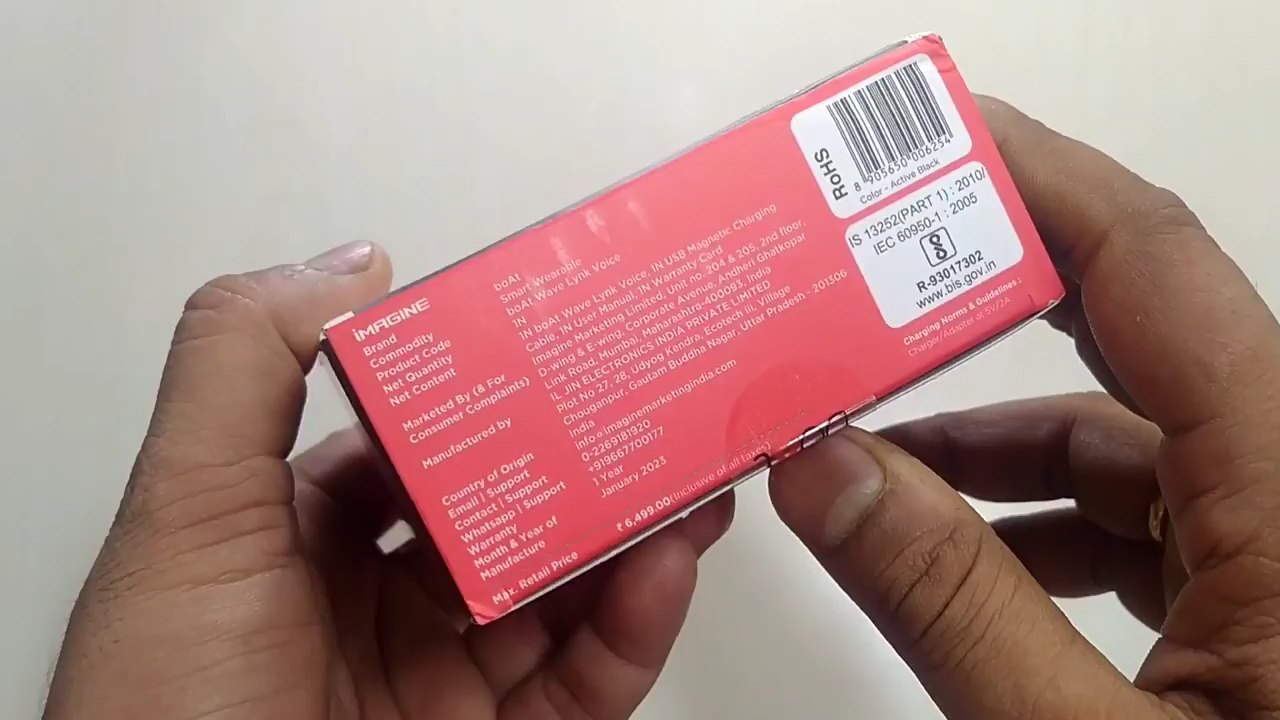 iMAGINE
Brand
Commodity
Product Code
Net Quantity
Net Content
Marketed By (& For
Consumer Complaints)
Manufactured by
Country of Origin
Email | Support
Contact | Support
Whatsapp | Support
Warranty
Month & Year of
Manufacture
Max. Retail Price
boAt
Smart Wearable
boAt Wave Lynk Voice
1N
1N boAt Wave Lynk Voice, 1N USB Magnetic Charging
Cable, 1N User Manual, 1N Warranty Card
Imagine Marketing Limited, Unit no. 204 & 205, 2nd floor,
D-wing & E-wing, Corporate Avenue, Andheri Ghatkopar
Link Road, Mumbai, Maharashtra-400093, India
IL JIN ELECTRONICS INDIA PRIVATE LIMITED
Plot No 27, 28, Udyog Kendra, Ecotech iii, Village
Chouganpur, Gautam Buddha Nagar, Uttar Pradesh - 201306
India
info@imaginemarketingindia.com
0-2269181920
+919667700177
1 Year
January 2023
₹ 6,499.00 (Inclusive of all taxes)
RoHS
8 905650 006254
Color - Active Black
IS 13252(PART 1) : 2010/
IEC 60950-1 : 2005
R-93017302
www.bis.gov.in
Charging Norms & Guidelines :
Charger/Adapter at 5V/2A